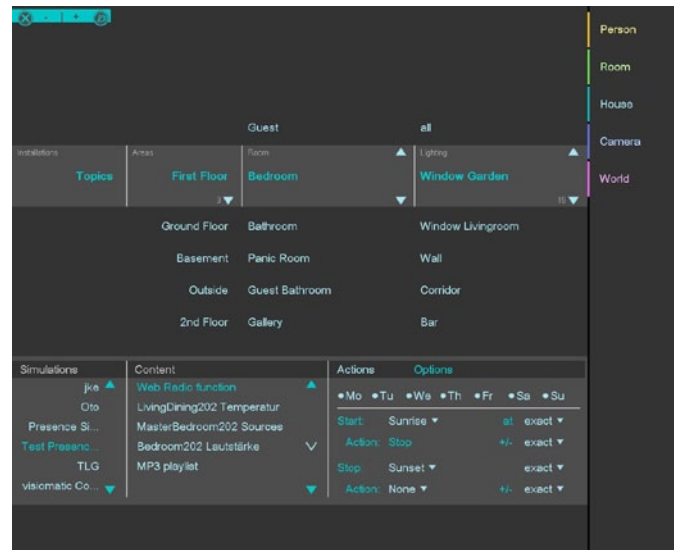 - | +
Person
Room
House
Camera
World
Guest all
Installations Areas Room Lighting
Topics First Floor Bedroom Window Garden
3 15
Ground Floor Bathroom Window Livingroom
Basement Panic Room Wall
Outside Guest Bathroom Corridor
2nd Floor Gallery Bar
Simulations Content Actions Options
jke Web Radio function
Oto LivingDining202 Temperatur
Presence Si... MasterBedroom202 Sources
Test Presenc... Bedroom202 Lautstärke
TLG MP3 playlist
visiomatic Co...
Mo Tu We Th Fr Sa Su
Start: Sunrise at exact
Action: Stop +/- exact
Stop: Sunset exact
Action: None +/- exact